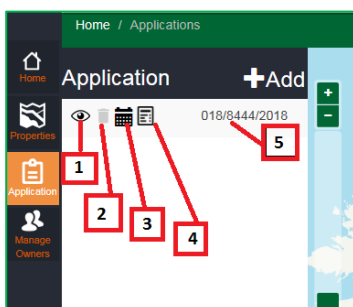 Home / Applications
Home
Application
+Add
018/8444/2018
Properties
1
2
3
4
5
Application
Manage
Owners
+
-